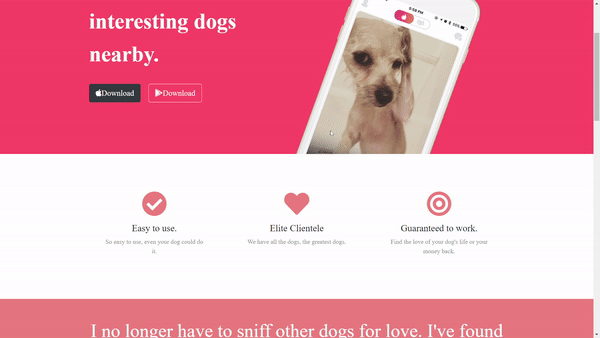 interesting dogs
nearby.
Download
Download
5:58 PM
53%
Easy to use.
So easy to use, even your dog could do
it.
Elite Clientele
We have all the dogs, the greatest dogs.
Guaranteed to work.
Find the love of your dog's life or your
money back.
I no longer have to sniff other dogs for love. I've found